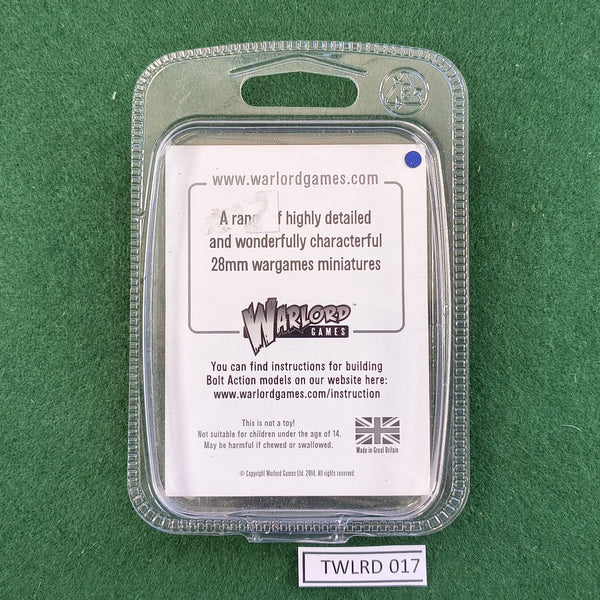 www.warlordgames.com
A ran f highly detailed
and wonderfully characterful
28mm wargames miniatures
WARLORD™
GAMES
You can find instructions for building
Bolt Action models on our website here:
www.warlordgames.com/instruction
This is not a toy!
Not suitable for children under the age of 14.
May be harmful if chewed or swallowed.
Made in Great Britain
© Copyright Warlord Games Ltd. 2014. All rights reserved.
TWLRD 017